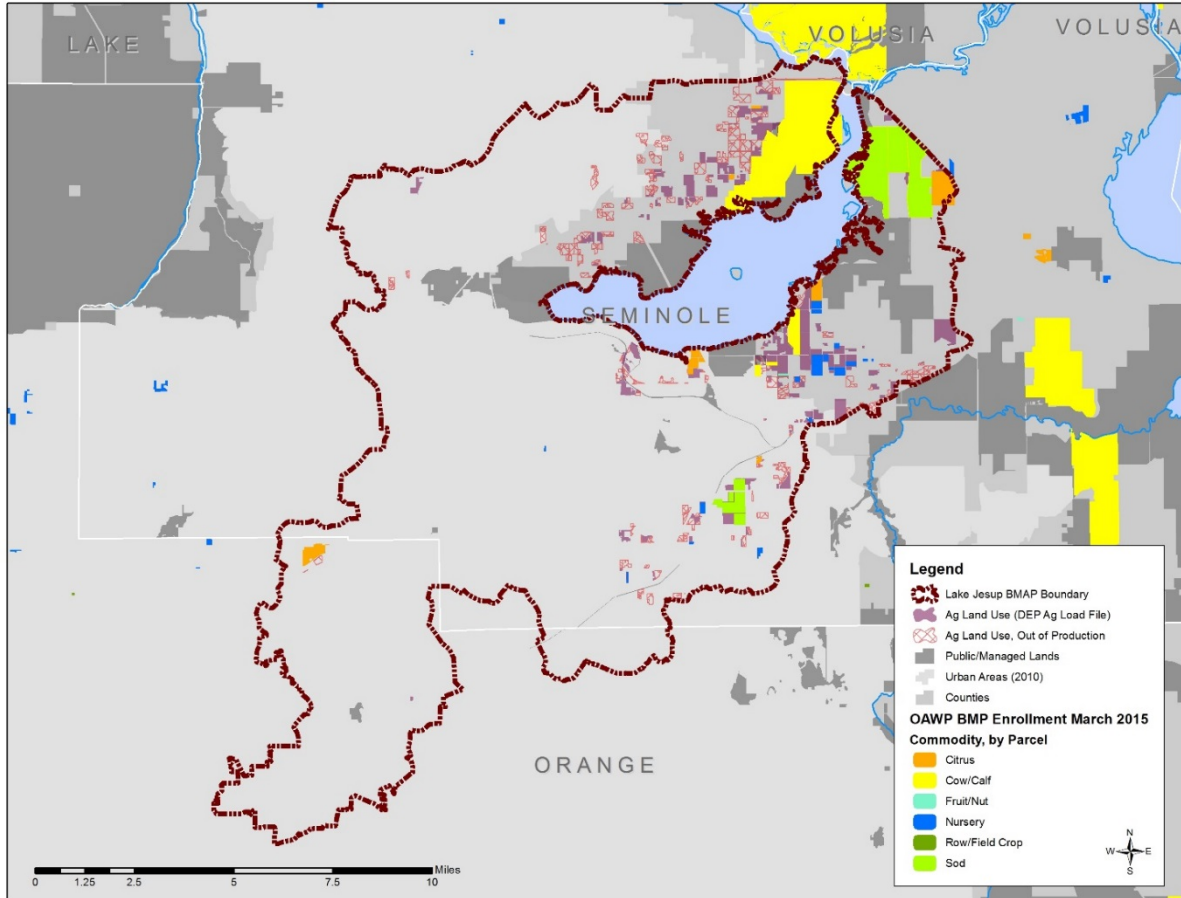 LAKE
VOLUSIA
VOLUSIA
SEMINOLE
ORANGE
Legend
Lake Jesup BMAP Boundary
Ag Land Use (DEP Ag Load File)
Ag Land Use, Out of Production
Public/Managed Lands
Urban Areas (2010)
Counties
OAWP BMP Enrollment March 2015
Commodity, by Parcel
Citrus
Cow/Calf
Fruit/Nut
Nursery
Row/Field Crop
Sod
N
W E
S
Miles
0 1.25 2.5 5 7.5 10